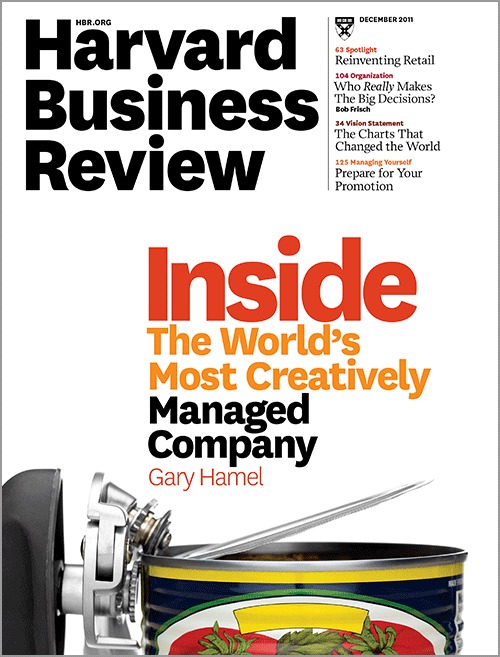 HBR.ORG
Harvard
Business
Review
DECEMBER 2011
63 Spotlight
Reinventing Retail
104 Organization
Who Really Makes
The Big Decisions?
Bob Frisch
34 Vision Statement
The Charts That
Changed the World
125 Managing Yourself
Prepare for Your
Promotion
Inside
The World's
Most Creatively
Managed
Company
Gary Hamel